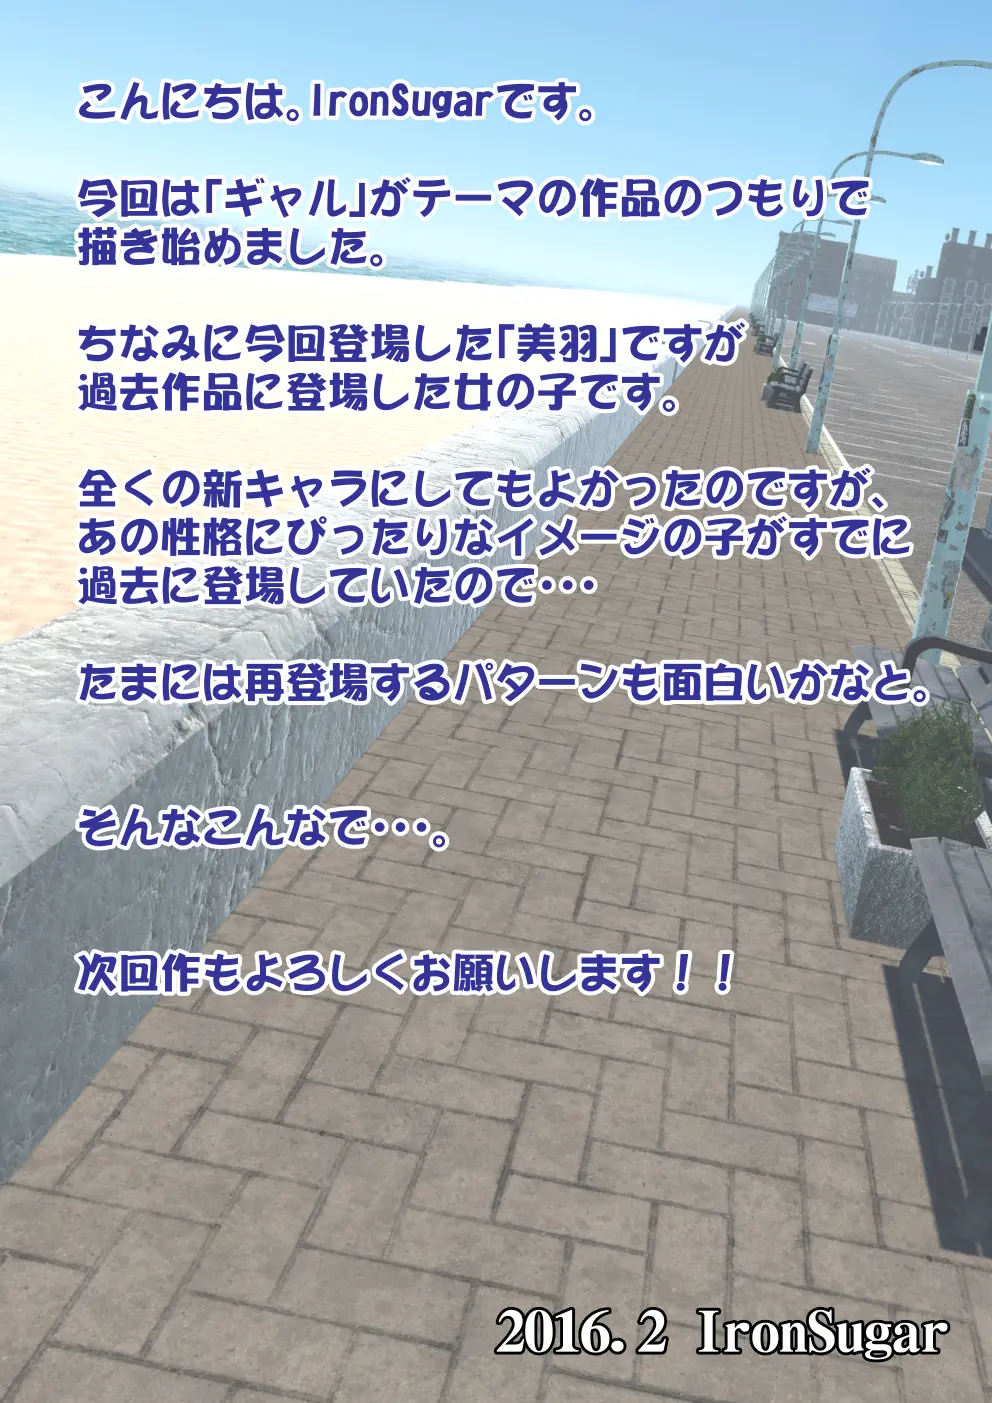 こんにちは。IronSugarです。
今回は「ギャル」がテーマの作品のつもりで
描き始めました。
ちなみに今回登場した「美羽」ですが
過去作品に登場した女の子です。
全くの新キャラにしてもよかったのですが、
あの性格にぴったりなイメージの子がすでに
過去に登場していたので・・・
たまには再登場するパターンも面白いかなと。
そんなこんなで・・・。
次回作もよろしくお願いします！！
2016. 2 IronSugar